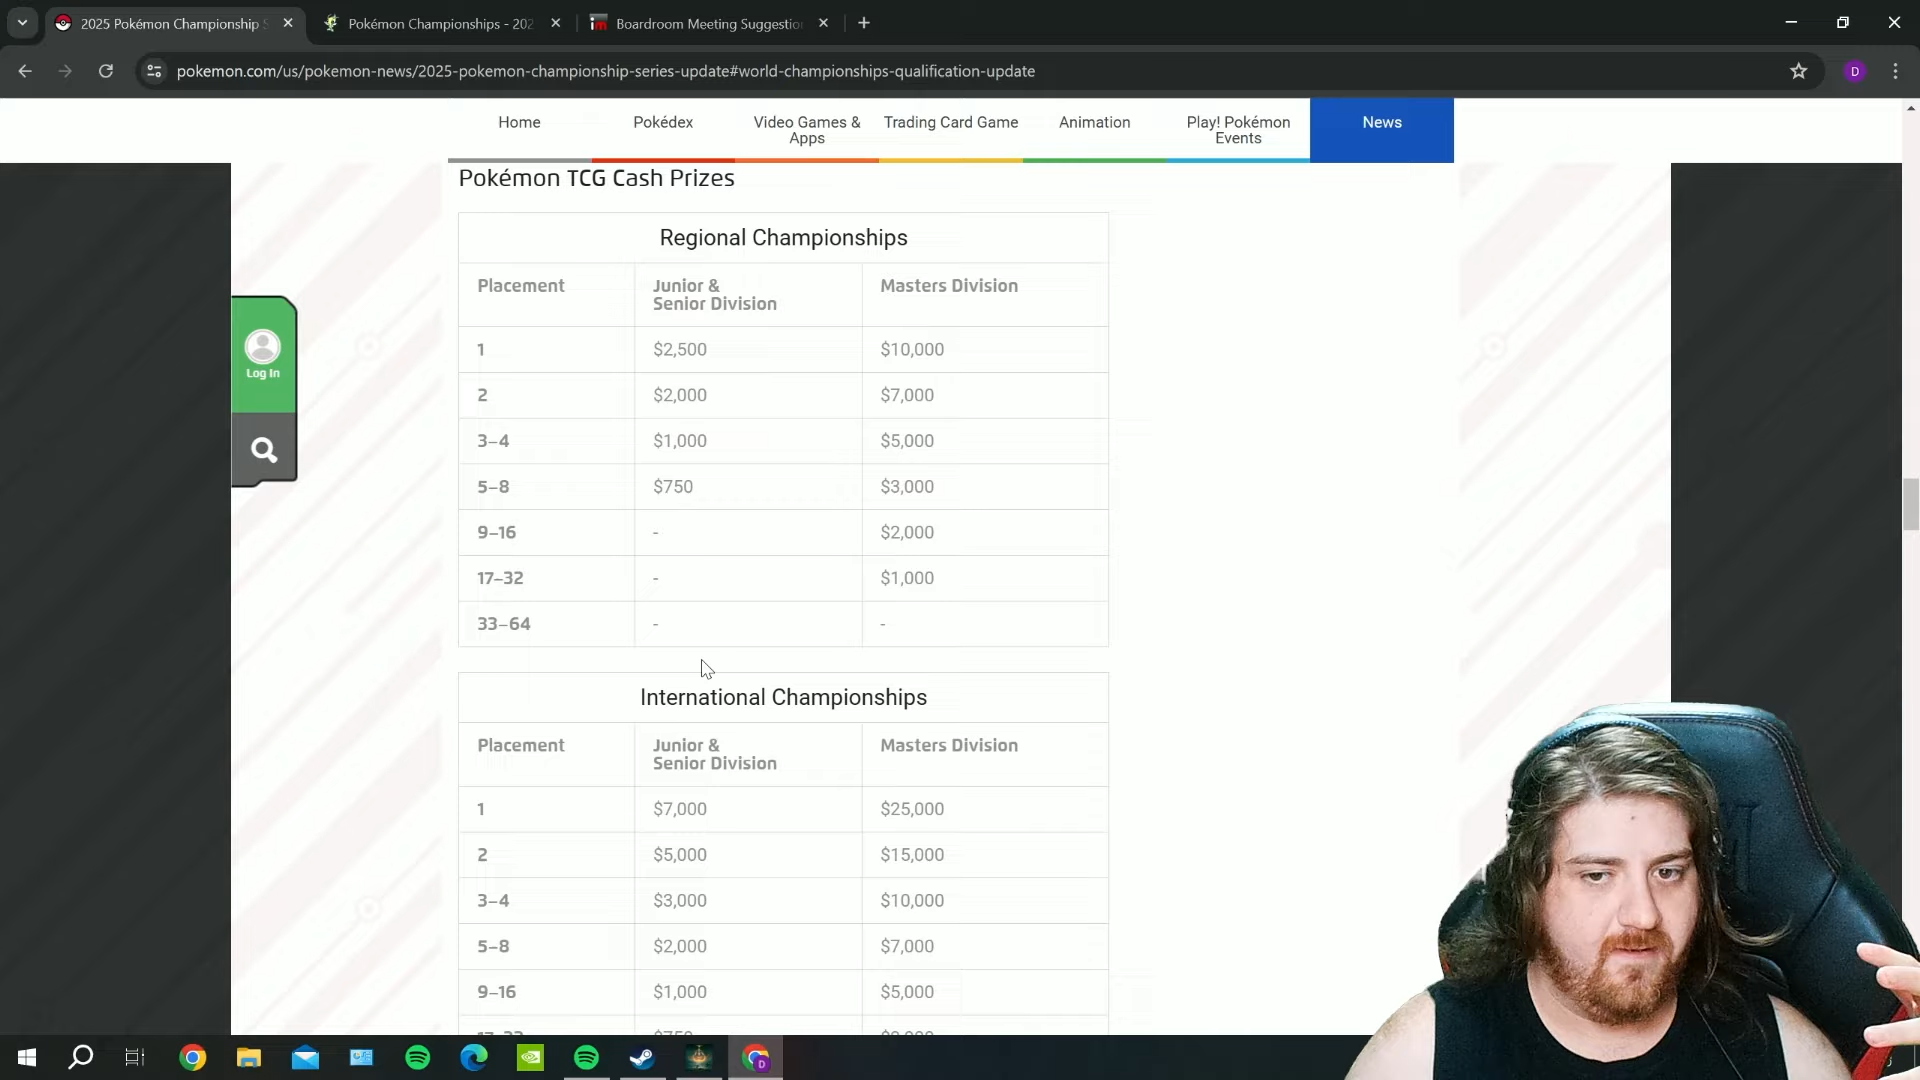 2025 Pokémon Championship S
Pokémon Championships - 202
Boardroom Meeting Suggestio
pokemon.com/us/pokemon-news/2025-pokemon-championship-series-update#world-championships-qualification-update
D
Home
Pokédex
Video Games &
Apps
Trading Card Game
Animation
Play! Pokémon
Events
News
Log In
Pokémon TCG Cash Prizes
Regional Championships
Placement
Junior &
Senior Division
Masters Division
1 $2,500 $10,000
2 $2,000 $7,000
3–4 $1,000 $5,000
5–8 $750 $3,000
9–16 - $2,000
17–32 - $1,000
33–64 - -
International Championships
Placement
Junior &
Senior Division
Masters Division
1 $7,000 $25,000
2 $5,000 $15,000
3–4 $3,000 $10,000
5–8 $2,000 $7,000
9–16 $1,000 $5,000